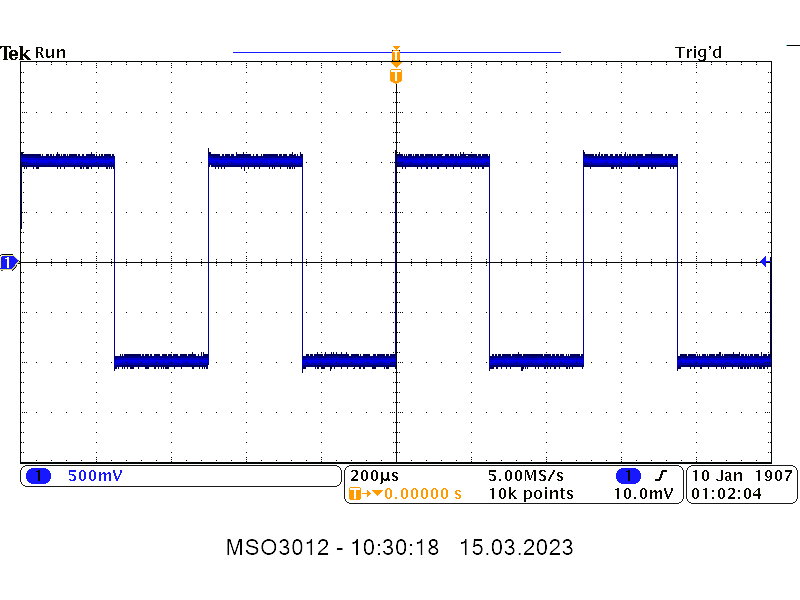 Tek Run Trig'd
T
T
1
1 500mV
200µs 5.00MS/s 1
T→▼0.00000 s 10k points 10.0mV
10 Jan 1907
01:02:04
MSO3012 - 10:30:18 15.03.2023